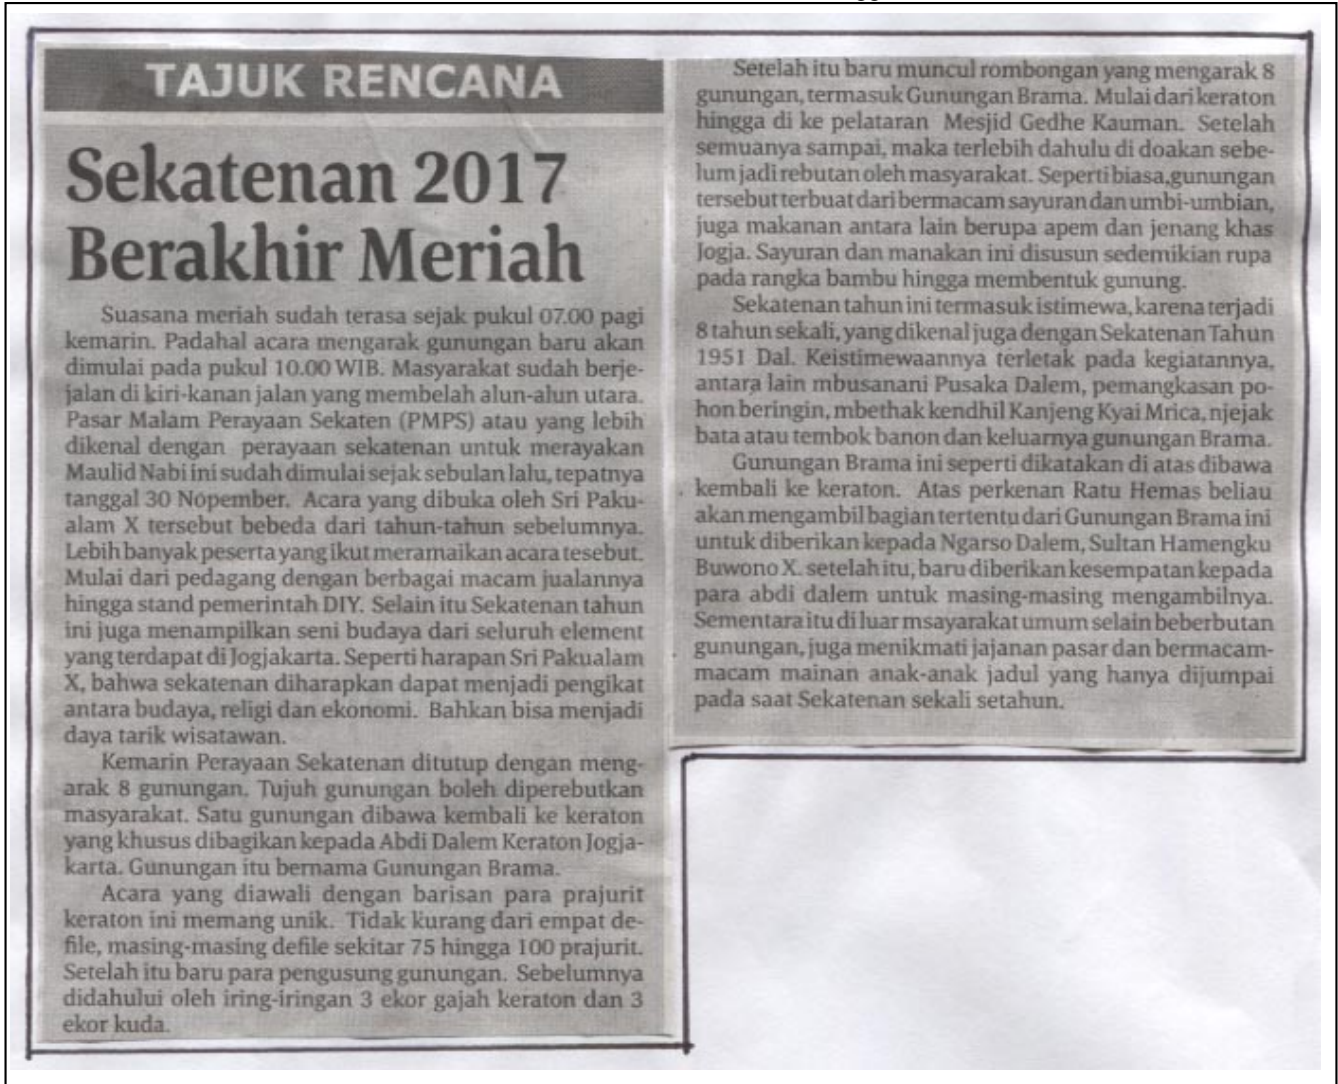 TAJUK RENCANA
Sekatenan 2017
Berakhir Meriah
Suasana meriah sudah terasa sejak pukul 07.00 pagi
kemarin. Padahal acara mengarak gunungan baru akan
dimulai pada pukul 10.00 WIB. Masyarakat sudah berje-
jalan di kiri-kanan jalan yang membelah alun-alun utara.
Pasar Malam Perayaan Sekaten (PMPS) atau yang lebih
dikenal dengan perayaan sekatenan untuk merayakan
Maulid Nabi ini sudah dimulai sejak sebulan lalu, tepatnya
tanggal 30 Nopember. Acara yang dibuka oleh Sri Paku-
alam X tersebut bebeda dari tahun-tahun sebelumnya.
Lebih banyak peserta yang ikut meramaikan acara tesebut.
Mulai dari pedagang dengan berbagai macam jualannya
hingga stand pemerintah DIY. Selain itu Sekatenan tahun
ini juga menampilkan seni budaya dari seluruh element
yang terdapat di Jogjakarta. Seperti harapan Sri Pakualam
X, bahwa sekatenan diharapkan dapat menjadi pengikat
antara budaya, religi dan ekonomi. Bahkan bisa menjadi
daya tarik wisatawan.
Kemarin Perayaan Sekatenan ditutup dengan meng-
arak 8 gunungan. Tujuh gunungan boleh diperebutkan
masyarakat. Satu gunungan dibawa kembali ke keraton
yang khusus dibagikan kepada Abdi Dalem Keraton Jogja-
karta. Gunungan itu bernama Gunungan Brama.
Acara yang diawali dengan barisan para prajurit
keraton ini memang unik. Tidak kurang dari empat de-
file, masing-masing defile sekitar 75 hingga 100 prajurit.
Setelah itu baru para pengusung gunungan. Sebelumnya
didahului oleh iring-iringan 3 ekor gajah keraton dan 3
ekor kuda.
Setelah itu baru muncul rombongan yang mengarak 8
gunungan, termasuk Gunungan Brama. Mulai dari keraton
hingga di ke pelataran Mesjid Gedhe Kauman. Setelah
semuanya sampai, maka terlebih dahulu di doakan sebe-
lum jadi rebutan oleh masyarakat. Seperti biasa,gunungan
tersebut terbuat dari bermacam sayuran dan umbi-umbian,
juga makanan antara lain berupa apem dan jenang khas
Jogja. Sayuran dan manakan ini disusun sedemikian rupa
pada rangka bambu hingga membentuk gunung.
Sekatenan tahun ini termasuk istimewa, karena terjadi
8 tahun sekali, yang dikenal juga dengan Sekatenan Tahun
1951 Dal. Keistimewaannya terletak pada kegiatannya,
antara lain mbusanani Pusaka Dalem, pemangkasan po-
hon beringin, mbethak kendhil Kanjeng Kyai Mrica, njejak
bata atau tembok banon dan keluarnya gunungan Brama.
Gunungan Brama ini seperti dikatakan di atas dibawa
kembali ke keraton. Atas perkenan Ratu Hemas beliau
akan mengambil bagian tertentu dari Gunungan Brama ini
untuk diberikan kepada Ngarso Dalem, Sultan Hamengku
Buwono X. setelah itu, baru diberikan kesempatan kepada
para abdi dalem untuk masing-masing mengambilnya.
Sementara itu di luar msayarakat umum selain beberbutan
gunungan, juga menikmati jajanan pasar dan bermacam-
macam mainan anak-anak jadul yang hanya dijumpai
pada saat Sekatenan sekali setahun.